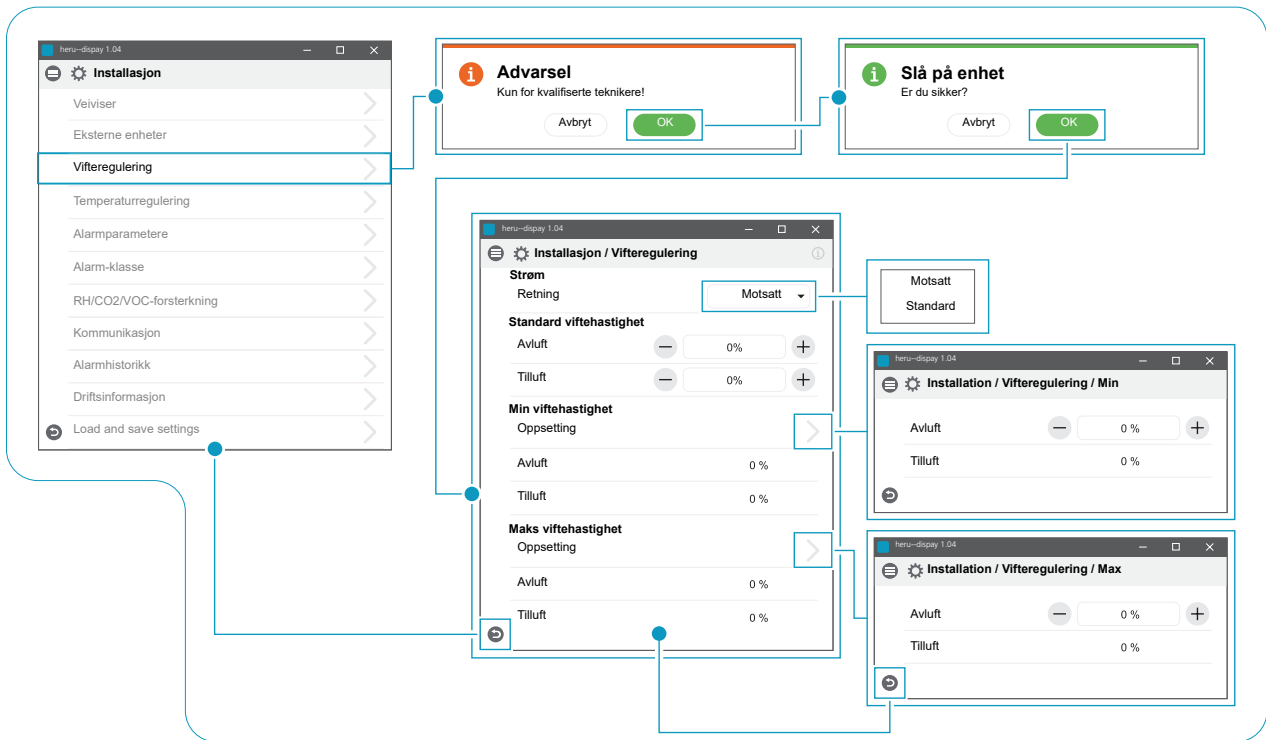 heru--dispay 1.04
Installasjon
Veiviser
Eksterne enheter
Vifteregulering
Temperaturregulering
Alarmparametere
Alarm-klasse
RH/CO2/VOC-forsterkning
Kommunikasjon
Alarmhistorikk
Driftsinformasjon
Load and save settings
Advarsel
Kun for kvalifiserte teknikere!
Avbryt OK
Slå på enhet
Er du sikker?
Avbryt OK
heru--dispay 1.04
Installasjon / Vifteregulering
Strøm
Retning Motsatt
Standard viftehastighet
Avluft 0%
Tilluft 0%
Min viftehastighet
Oppsetting
Avluft 0 %
Tilluft 0 %
Maks viftehastighet
Oppsetting
Avluft 0 %
Tilluft 0 %
Motsatt
Standard
heru--dispay 1.04
Installation / Vifteregulering / Min
Avluft 0 %
Tilluft 0 %
heru--dispay 1.04
Installation / Vifteregulering / Max
Avluft 0 %
Tilluft 0 %